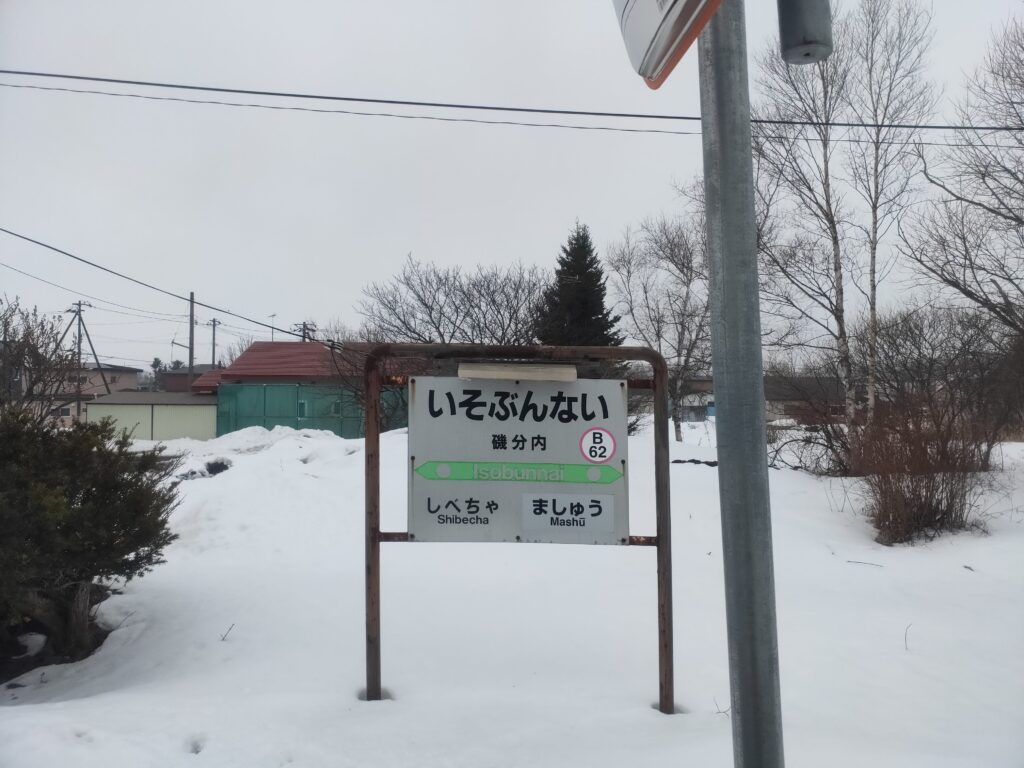 いそぶんない
磯分内
B
62
Isobunnai
しべちゃ
Shibecha
ましゅう
Mashū